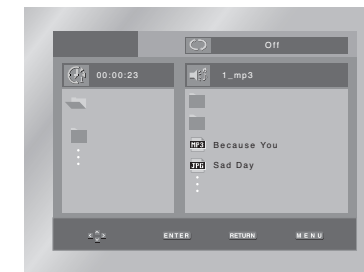 Off
00:00:23
1_mp3
MP3 Because You
JPG Sad Day
ENTER RETURN MENU